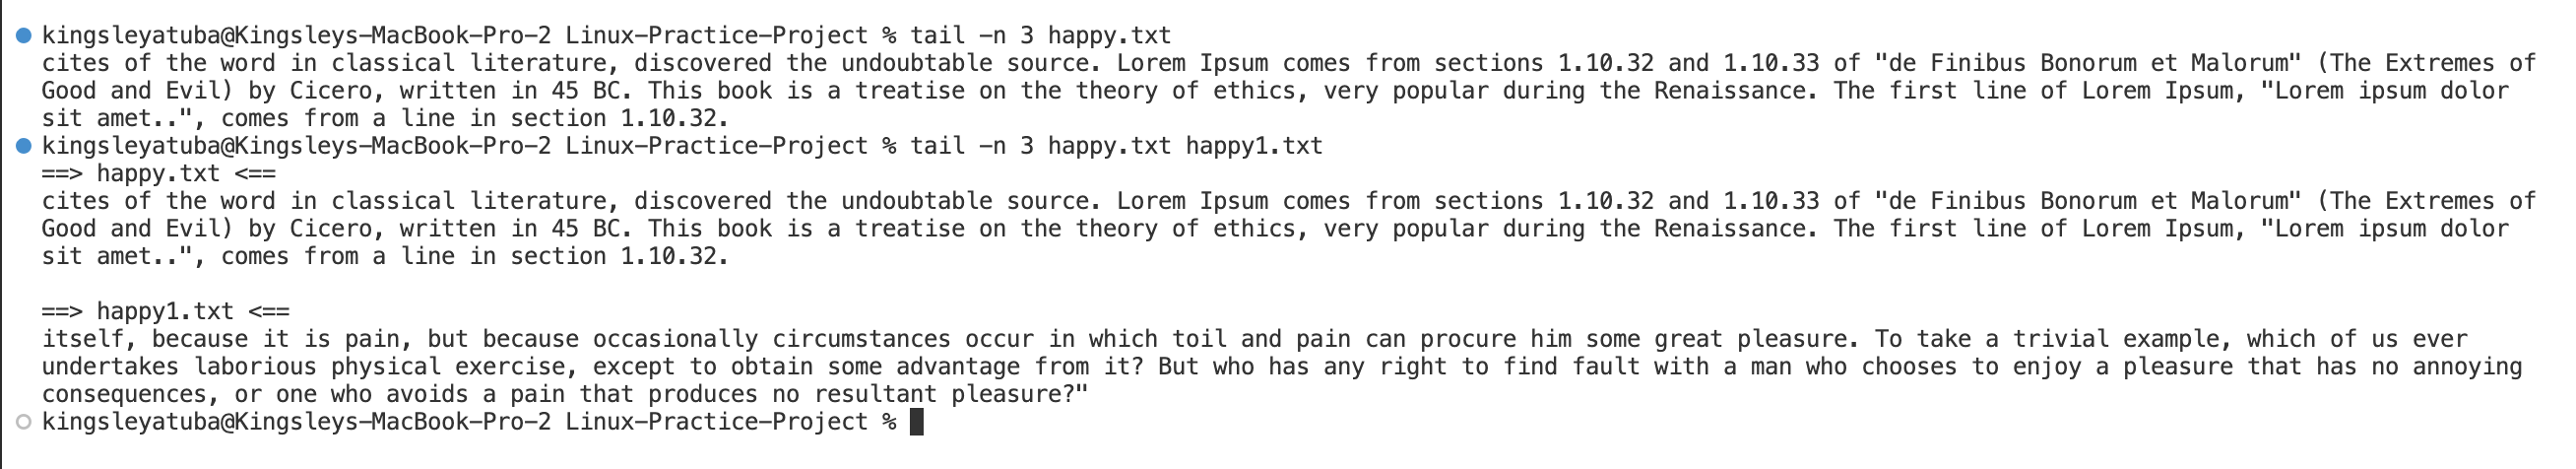 kingsleyatuba@Kingsleys-MacBook-Pro-2 Linux-Practice-Project % tail -n 3 happy.txt
cites of the word in classical literature, discovered the undoubtable source. Lorem Ipsum comes from sections 1.10.32 and 1.10.33 of "de Finibus Bonorum et Malorum" (The Extremes of
Good and Evil) by Cicero, written in 45 BC. This book is a treatise on the theory of ethics, very popular during the Renaissance. The first line of Lorem Ipsum, "Lorem ipsum dolor
sit amet..", comes from a line in section 1.10.32.
kingsleyatuba@Kingsleys-MacBook-Pro-2 Linux-Practice-Project % tail -n 3 happy.txt happy1.txt
==> happy.txt <==
cites of the word in classical literature, discovered the undoubtable source. Lorem Ipsum comes from sections 1.10.32 and 1.10.33 of "de Finibus Bonorum et Malorum" (The Extremes of
Good and Evil) by Cicero, written in 45 BC. This book is a treatise on the theory of ethics, very popular during the Renaissance. The first line of Lorem Ipsum, "Lorem ipsum dolor
sit amet..", comes from a line in section 1.10.32.
==> happy1.txt <==
itself, because it is pain, but because occasionally circumstances occur in which toil and pain can procure him some great pleasure. To take a trivial example, which of us ever
undertakes laborious physical exercise, except to obtain some advantage from it? But who has any right to find fault with a man who chooses to enjoy a pleasure that has no annoying
consequences, or one who avoids a pain that produces no resultant pleasure?"
kingsleyatuba@Kingsleys-MacBook-Pro-2 Linux-Practice-Project %